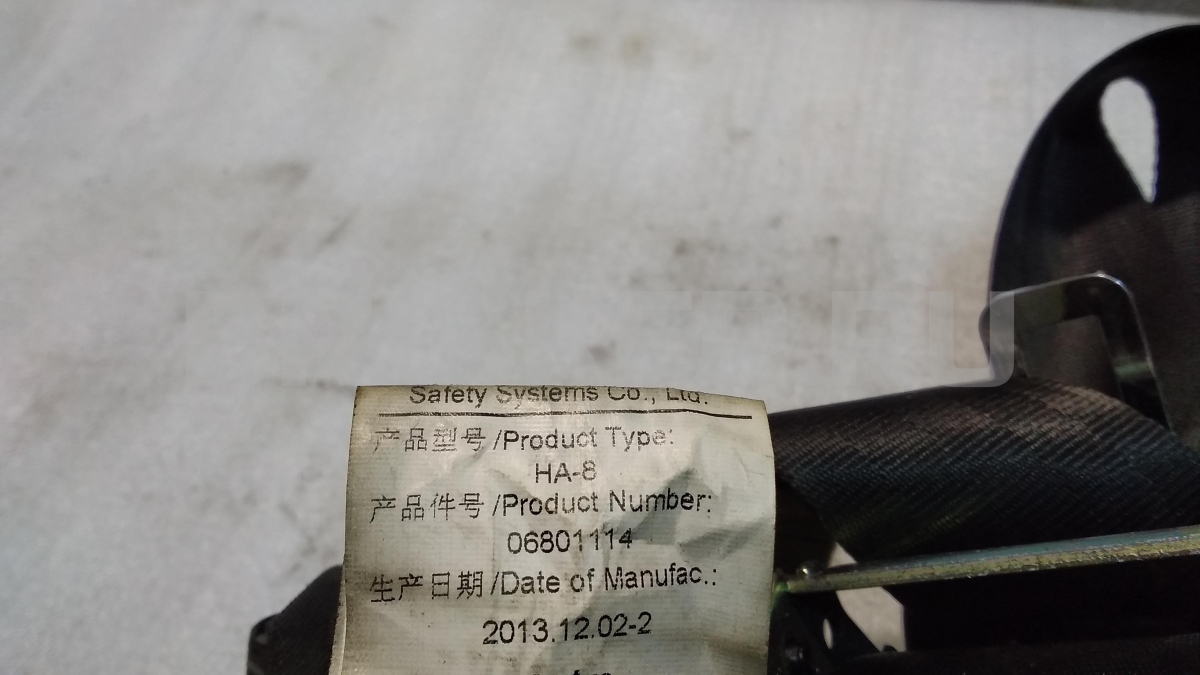 Safety Systems Co., Ltd.
产品型号/Product Type:
HA-8
产品件号/Product Number:
06801114
生产日期/Date of Manufac.:
2013.12.02-2